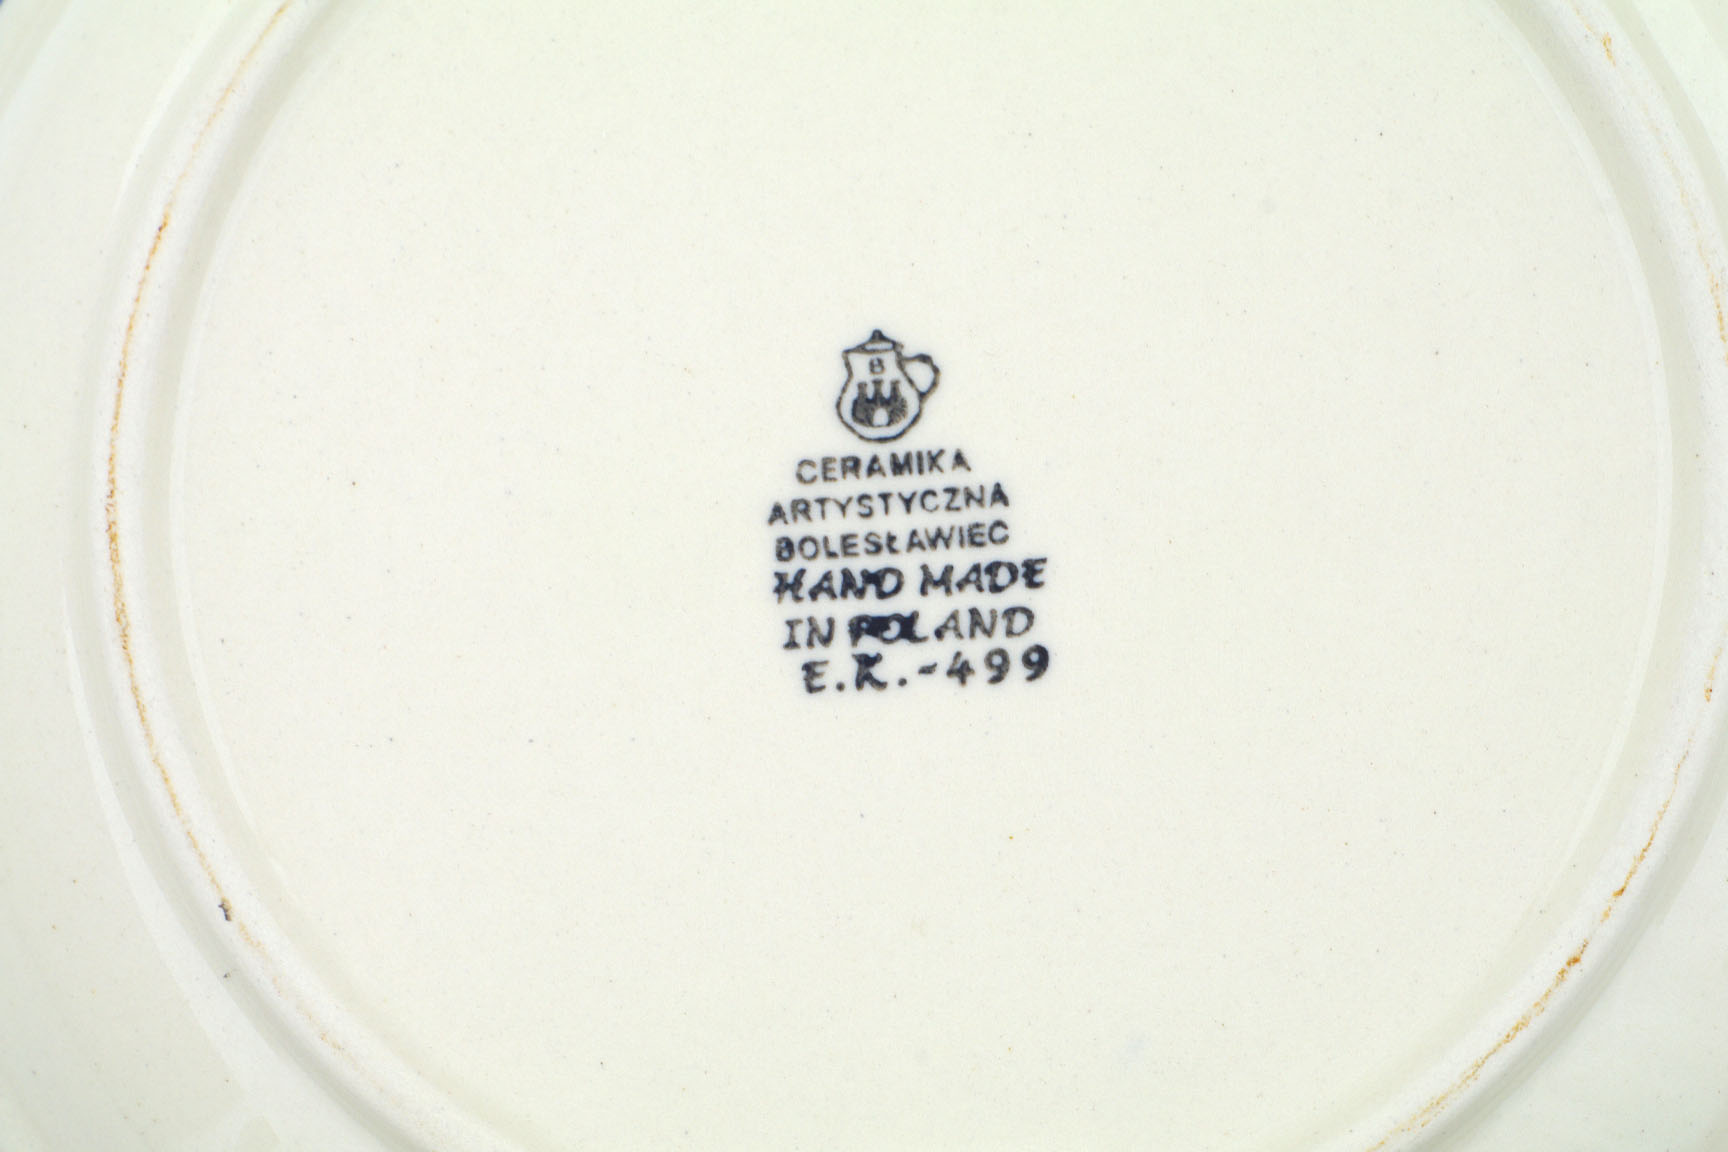 B
CERAMIKA
ARTYSTYCZNA
BOLESŁAWIEC
HAND MADE
IN POLAND
E.K.-499